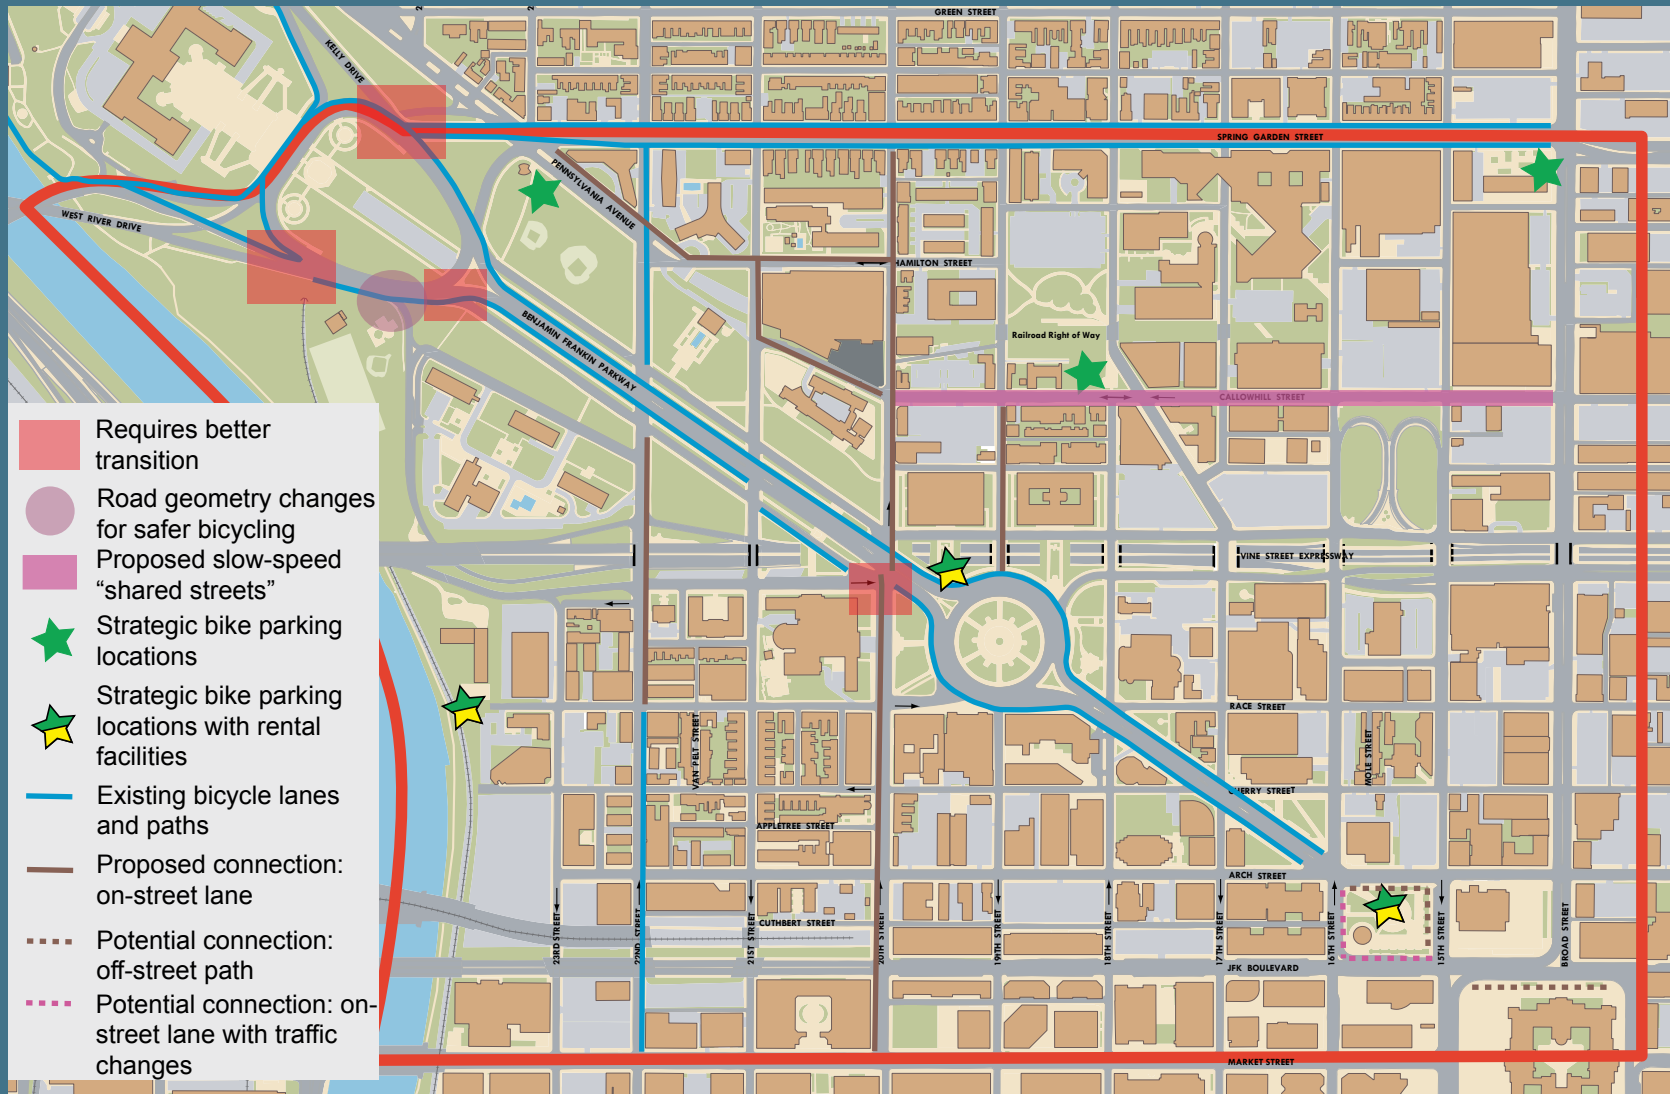 GREEN STREET
KELLY DRIVE
SPRING GARDEN STREET
PENNSYLVANIA AVENUE
WEST RIVER DRIVE
HAMILTON STREET
BENJAMIN FRANKIN PARKWAY
Railroad Right of Way
CALLOWHILL STREET
Requires better
transition
Road geometry changes
for safer bicycling
Proposed slow-speed
“shared streets”
Strategic bike parking
locations
Strategic bike parking
locations with rental
facilities
Existing bicycle lanes
and paths
Proposed connection:
on-street lane
Potential connection:
off-street path
Potential connection: on-
street lane with traffic
changes
VINE STREET EXPRESSWAY
RACE STREET
VAN PELT STREET
MOLE STREET
CHERRY STREET
APPLETREE STREET
ARCH STREET
CUTHBERT STREET
23RD STREET
22ND STREET
21ST STREET
20TH STREET
19TH STREET
18TH STREET
17TH STREET
16TH STREET
15TH STREET
BROAD STREET
JFK BOULEVARD
MARKET STREET